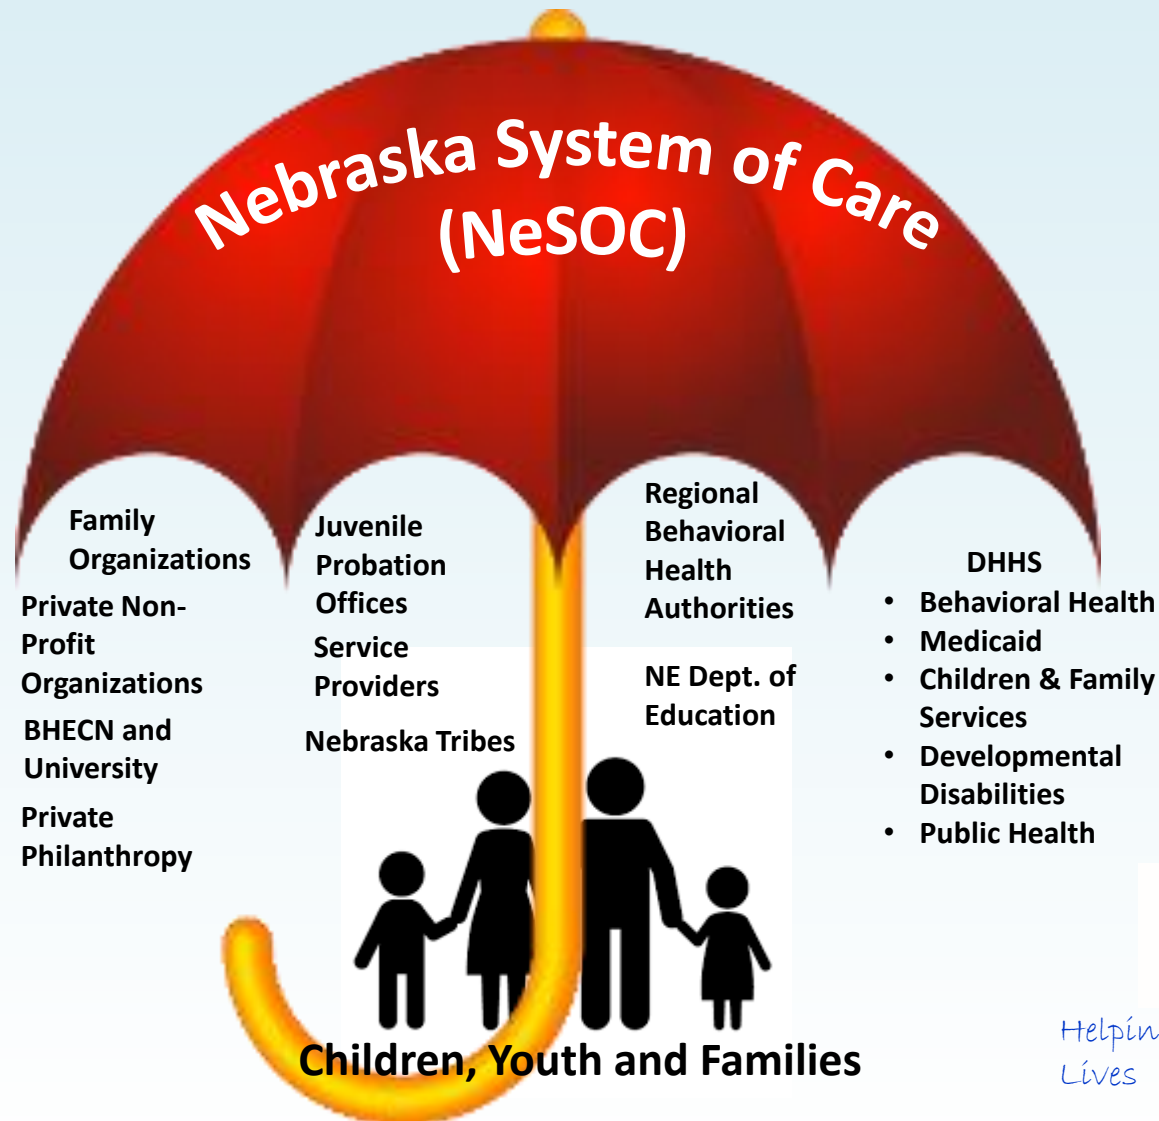 Nebraska System of Care
(NeSOC)
Family
Organizations
Private Non-
Profit
Organizations
BHECN and
University
Private
Philanthropy
Juvenile
Probation
Offices
Service
Providers
Nebraska Tribes
Regional
Behavioral
Health
Authorities
NE Dept. of
Education
DHHS
• Behavioral Health
• Medicaid
• Children & Family
Services
• Developmental
Disabilities
• Public Health
Children, Youth and Families
Lives